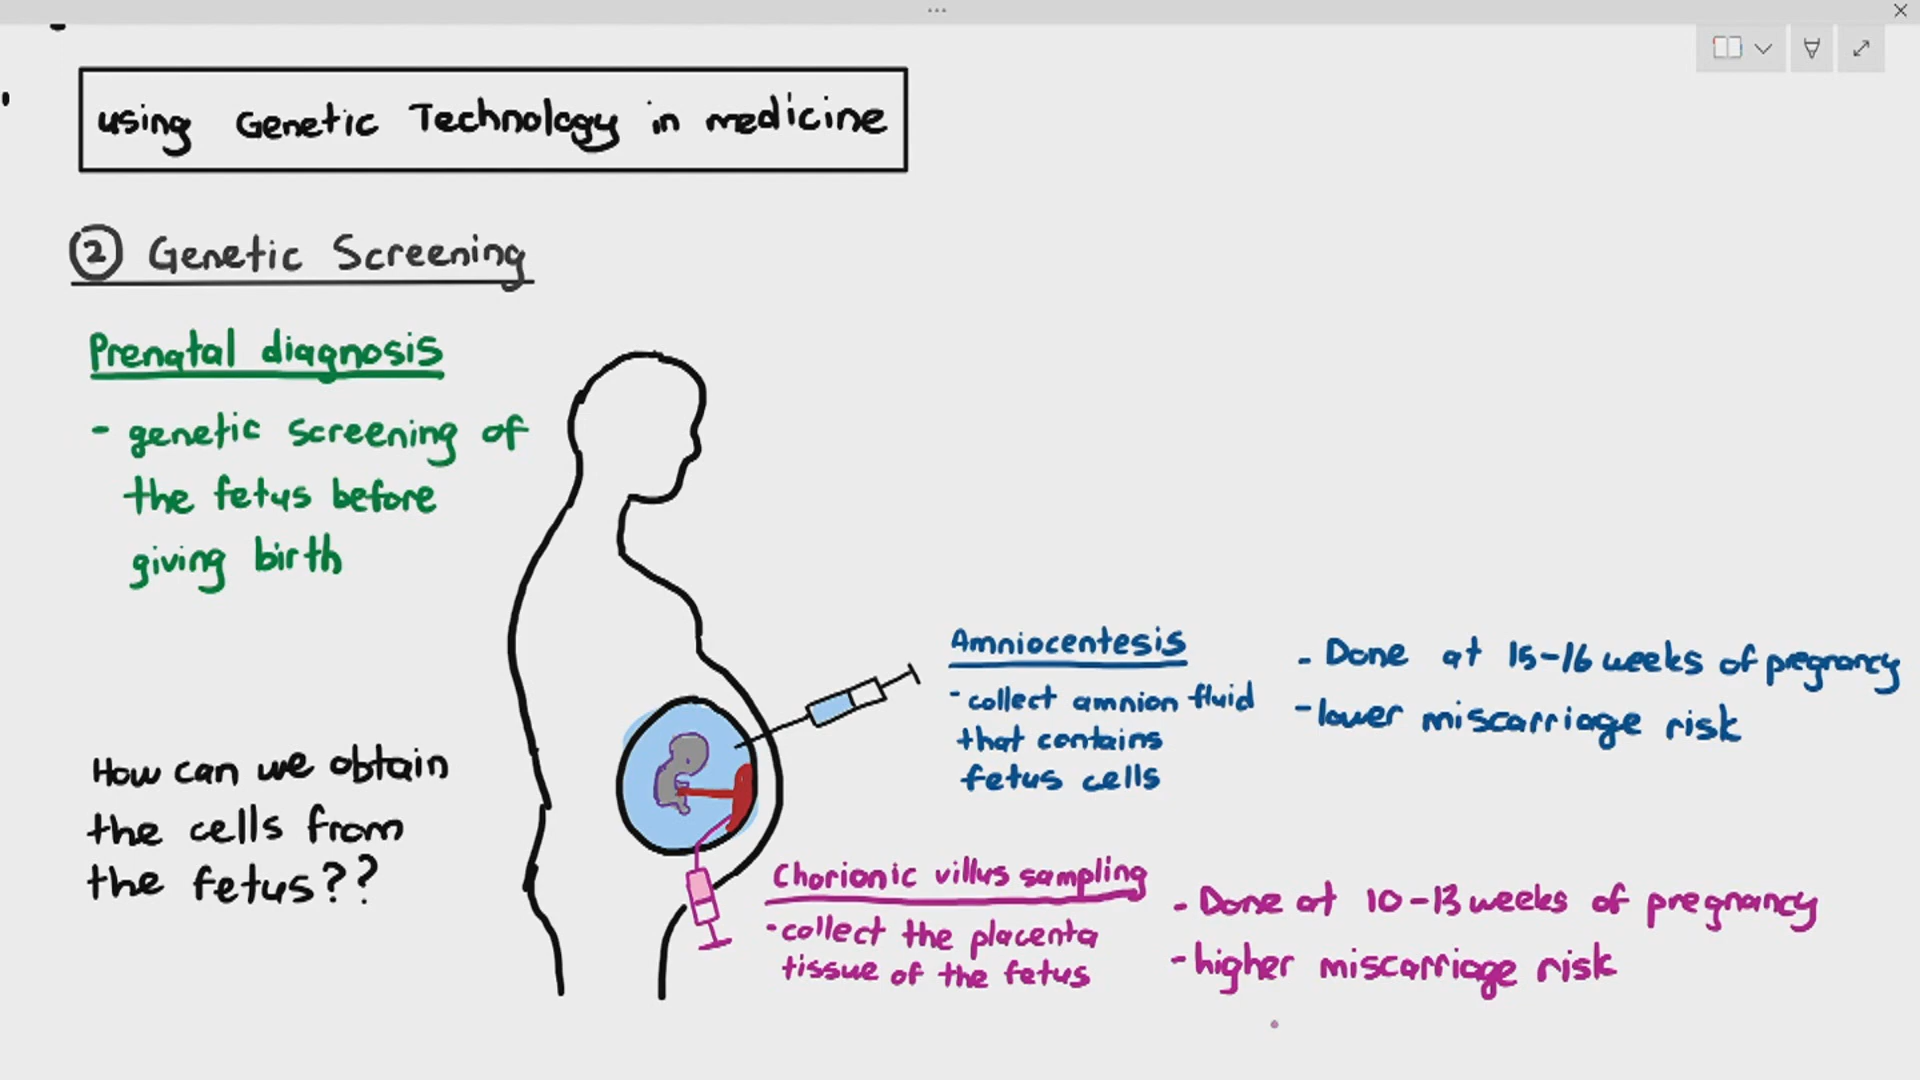 using Genetic Technology in medicine
② Genetic Screening
Prenatal diagnosis
- genetic screening of
the fetus before
giving birth
How can we obtain
the cells from
the fetus??
Amniocentesis
- collect amnion fluid
that contains
fetus cells
- Done at 15-16 weeks of pregnancy
- lower miscarriage risk
Chorionic villus sampling
- collect the placenta
tissue of the fetus
- Done at 10-13 weeks of pregnancy
- higher miscarriage risk